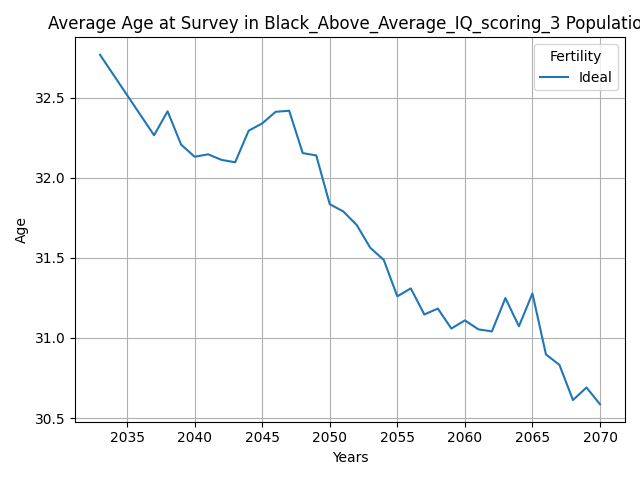 Average Age at Survey in Black_Above_Average_IQ_scoring_3 Populatio
Fertility
Ideal
Age
32.5
32.0
31.5
31.0
30.5
2035 2040 2045 2050 2055 2060 2065 2070
Years